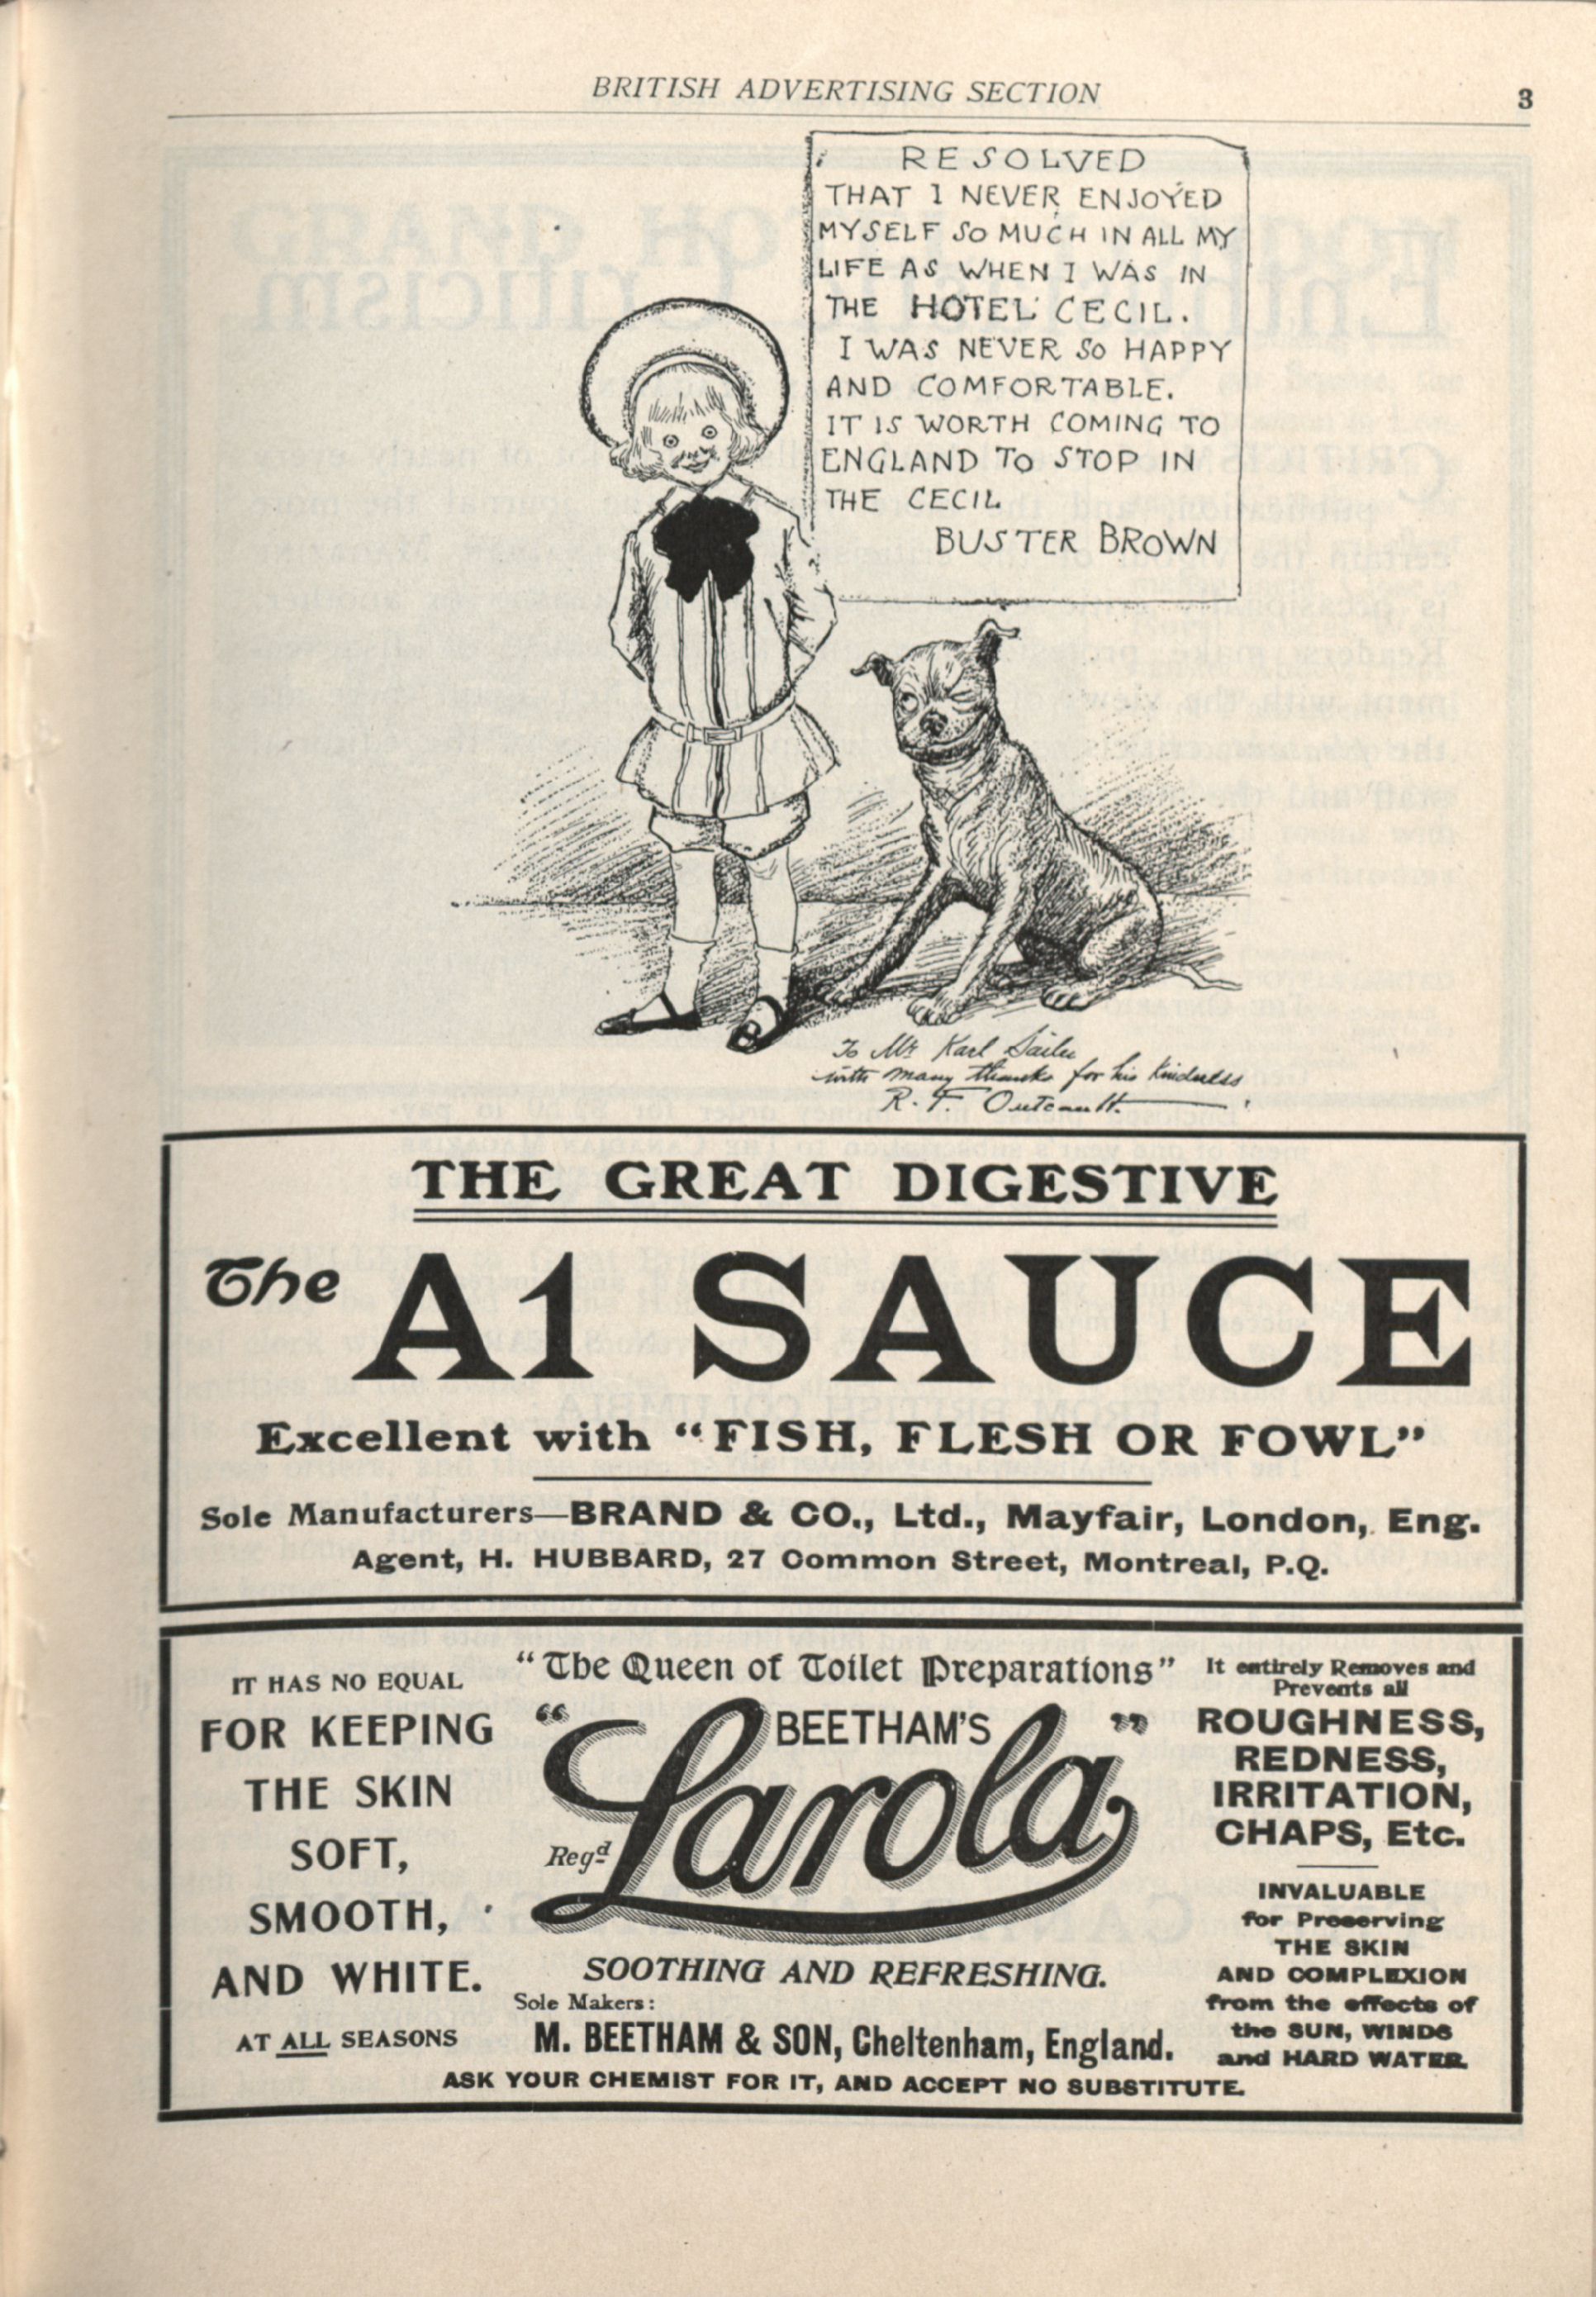 BRITISH ADVERTISING SECTION
3
RESOLVED
THAT I NEVER ENJOYED
MYSELF SO MUCH IN ALL MY
LIFE AS WHEN I WAS IN
THE HOTEL CECIL.
I WAS NEVER SO HAPPY
AND COMFORTABLE.
IT IS WORTH COMING TO
ENGLAND TO STOP IN
THE CECIL
BUSTER BROWN
To Mr Karl
with many thanks for his kindness
R. F. Outcault
THE GREAT DIGESTIVE
The A1 SAUCE
Excellent with "FISH, FLESH OR FOWL"
Sole Manufacturers—BRAND & CO., Ltd., Mayfair, London, Eng.
Agent, H. HUBBARD, 27 Common Street, Montreal, P.Q.
IT HAS NO EQUAL
FOR KEEPING
THE SKIN
SOFT,
SMOOTH,
AND WHITE.
AT ALL SEASONS
"The Queen of Toilet Preparations"
BEETHAM'S
"Larola"
Regd
SOOTHING AND REFRESHING.
Sole Makers:
M. BEETHAM & SON, Cheltenham, England.
It entirely Removes and
Prevents all
ROUGHNESS,
REDNESS,
IRRITATION,
CHAPS, Etc.
INVALUABLE
for Preserving
THE SKIN
AND COMPLEXION
from the effects of
the SUN, WINDS
and HARD WATER.
ASK YOUR CHEMIST FOR IT, AND ACCEPT NO SUBSTITUTE.